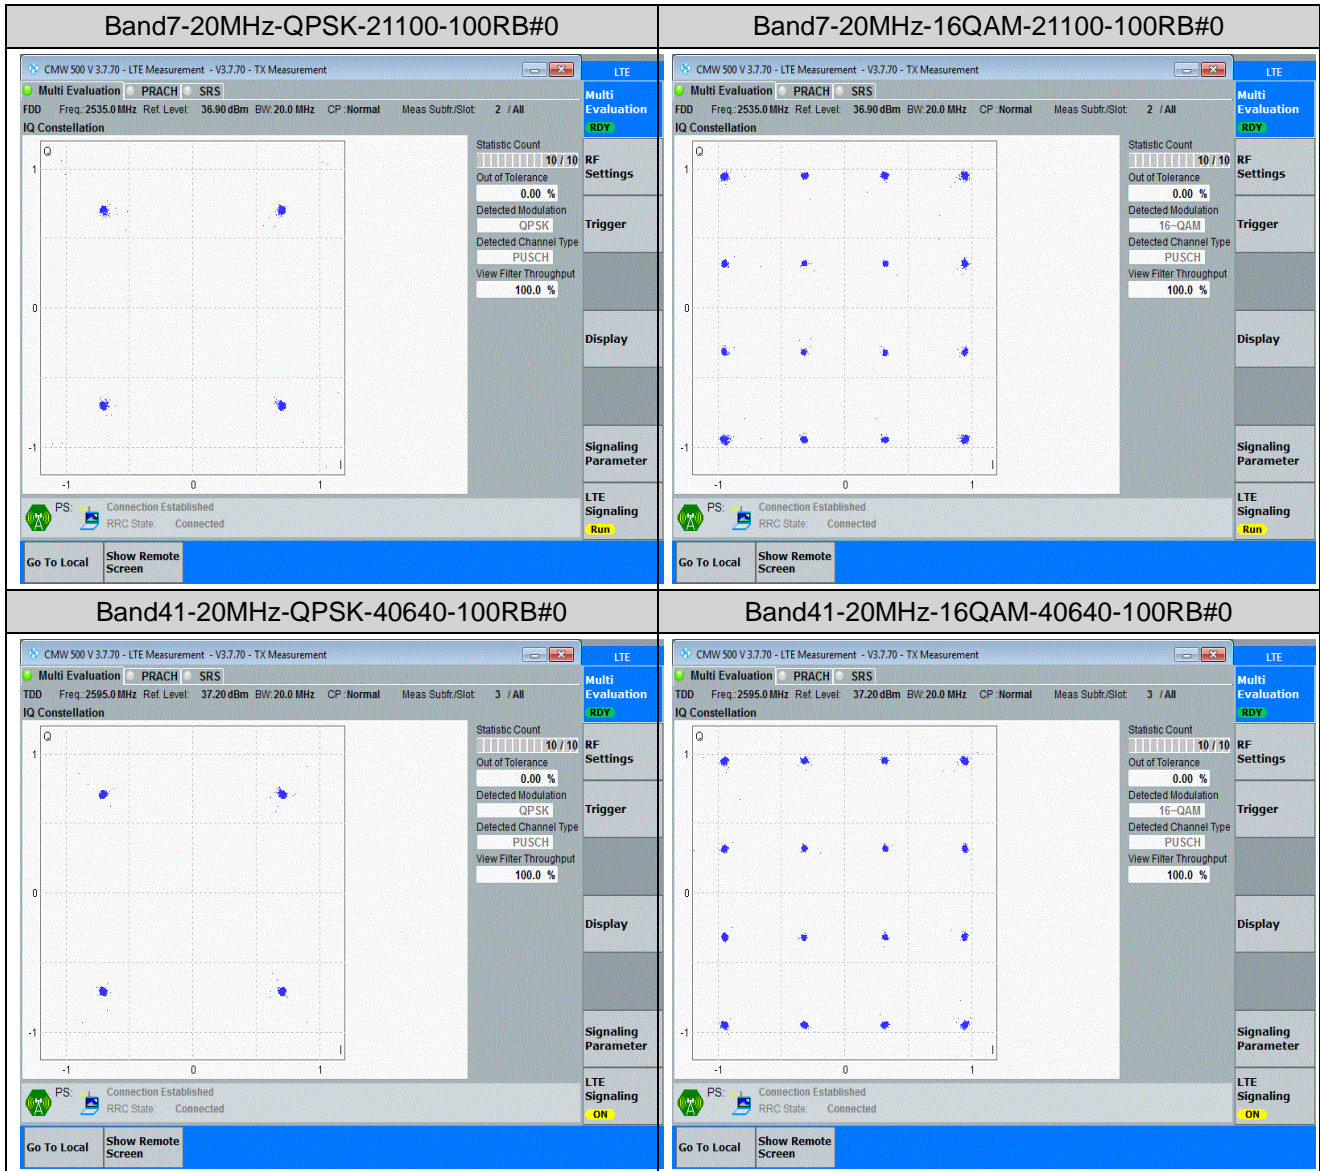 Band7-20MHz-QPSK-21100-100RB#0
CMW 500 V 3.7.70 - LTE Measurement - V3.7.70 - TX Measurement
LTE
Multi Evaluation PRACH SRS
Multi
Evaluation
RDY
FDD Freq.:2535.0 MHz Ref. Level: 36.90 dBm BW:20.0 MHz CP :Normal Meas Subfr./Slot: 2 / All
IQ Constellation
Q
1
0
-1
-1 0 1
I
Statistic Count
10 / 10
Out of Tolerance
0.00 %
Detected Modulation
QPSK
Detected Channel Type
PUSCH
View Filter Throughput
100.0 %
RF
Settings
Trigger
Display
Signaling
Parameter
LTE
Signaling
Run
PS: Connection Established
RRC State: Connected
Go To Local
Show Remote
Screen
Band7-20MHz-16QAM-21100-100RB#0
CMW 500 V 3.7.70 - LTE Measurement - V3.7.70 - TX Measurement
LTE
Multi Evaluation PRACH SRS
Multi
Evaluation
RDY
FDD Freq.:2535.0 MHz Ref. Level: 36.90 dBm BW:20.0 MHz CP :Normal Meas Subfr./Slot: 2 / All
IQ Constellation
Q
1
0
-1
-1 0 1
I
Statistic Count
10 / 10
Out of Tolerance
0.00 %
Detected Modulation
16-QAM
Detected Channel Type
PUSCH
View Filter Throughput
100.0 %
RF
Settings
Trigger
Display
Signaling
Parameter
LTE
Signaling
Run
PS: Connection Established
RRC State: Connected
Go To Local
Show Remote
Screen
Band41-20MHz-QPSK-40640-100RB#0
CMW 500 V 3.7.70 - LTE Measurement - V3.7.70 - TX Measurement
LTE
Multi Evaluation PRACH SRS
Multi
Evaluation
RDY
TDD Freq.:2595.0 MHz Ref. Level: 37.20 dBm BW:20.0 MHz CP :Normal Meas Subfr./Slot: 3 / All
IQ Constellation
Q
1
0
-1
-1 0 1
I
Statistic Count
10 / 10
Out of Tolerance
0.00 %
Detected Modulation
QPSK
Detected Channel Type
PUSCH
View Filter Throughput
100.0 %
RF
Settings
Trigger
Display
Signaling
Parameter
LTE
Signaling
ON
PS: Connection Established
RRC State: Connected
Go To Local
Show Remote
Screen
Band41-20MHz-16QAM-40640-100RB#0
CMW 500 V 3.7.70 - LTE Measurement - V3.7.70 - TX Measurement
LTE
Multi Evaluation PRACH SRS
Multi
Evaluation
RDY
TDD Freq.:2595.0 MHz Ref. Level: 37.20 dBm BW:20.0 MHz CP :Normal Meas Subfr./Slot: 3 / All
IQ Constellation
Q
1
0
-1
-1 0 1
I
Statistic Count
10 / 10
Out of Tolerance
0.00 %
Detected Modulation
16-QAM
Detected Channel Type
PUSCH
View Filter Throughput
100.0 %
RF
Settings
Trigger
Display
Signaling
Parameter
LTE
Signaling
ON
PS: Connection Established
RRC State: Connected
Go To Local
Show Remote
Screen